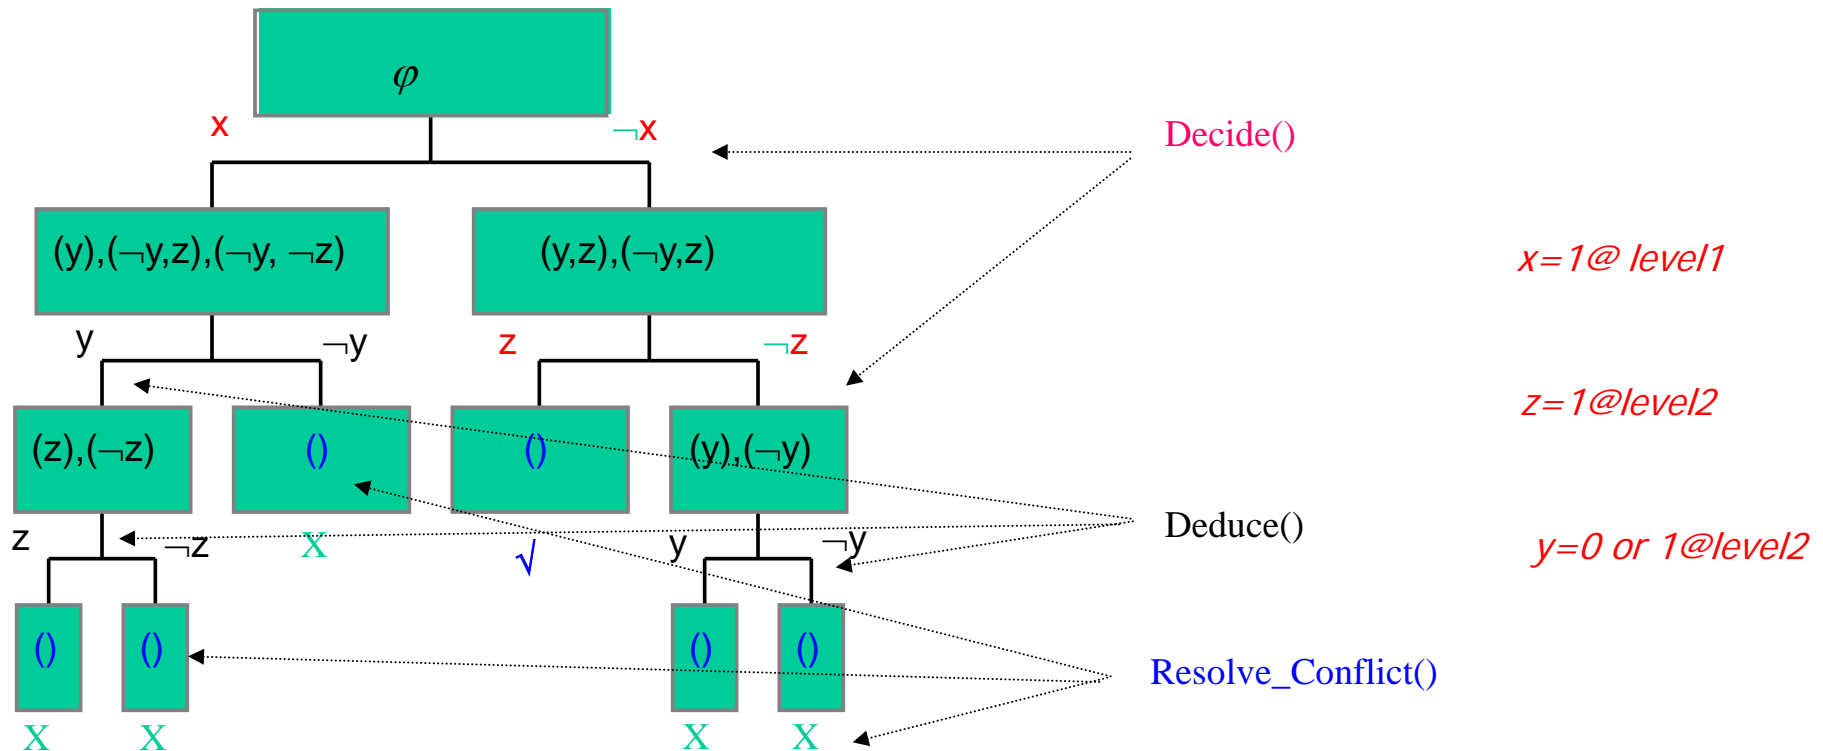 φ
x ¬x
Decide()
(y),(¬y,z),(¬y, ¬z) (y,z),(¬y,z)
x=1@ level1
y ¬y z ¬z
z=1@level2
(z),(¬z) () () (y),(¬y)
z ¬z X √ y ¬y
Deduce()
y=0 or 1@level2
() () () ()
Resolve_Conflict()
X X X X